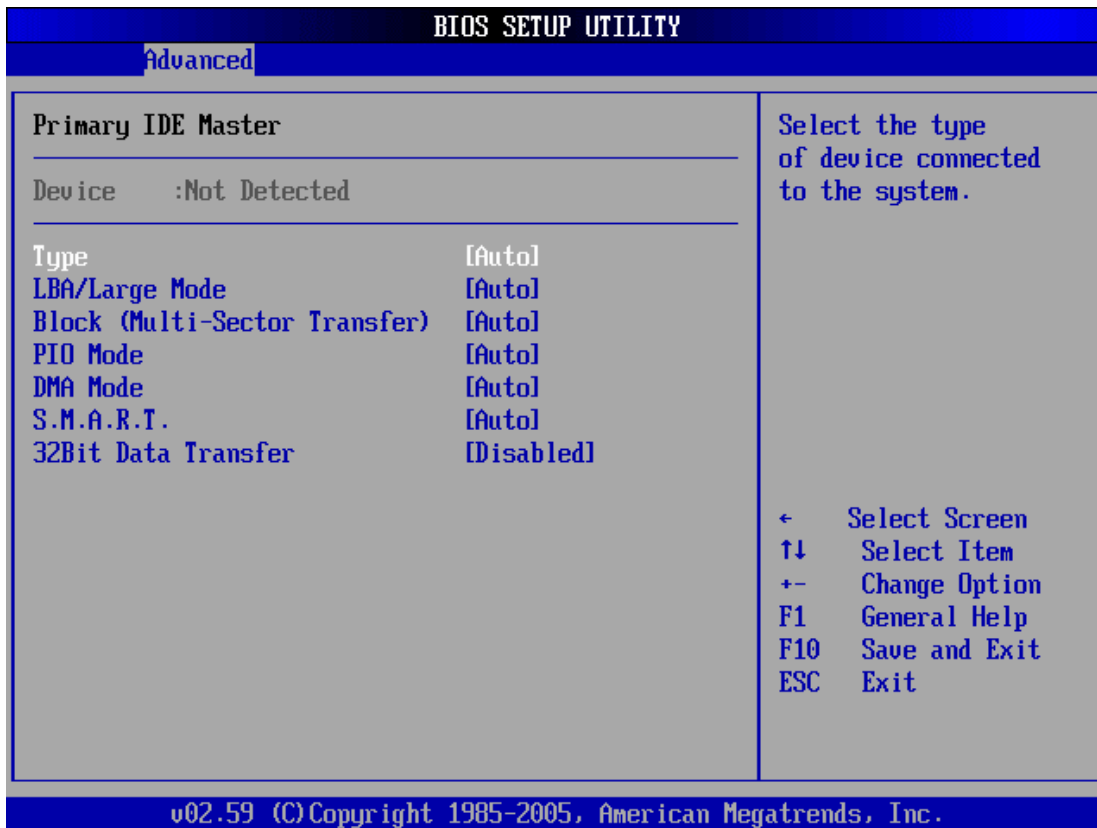 BIOS SETUP UTILITY
Advanced
Primary IDE Master
Device :Not Detected
Type [Auto]
LBA/Large Mode [Auto]
Block (Multi-Sector Transfer) [Auto]
PIO Mode [Auto]
DMA Mode [Auto]
S.M.A.R.T. [Auto]
32Bit Data Transfer [Disabled]
Select the type
of device connected
to the system.
← Select Screen
↑↓ Select Item
+- Change Option
F1 General Help
F10 Save and Exit
ESC Exit
v02.59 (C)Copyright 1985-2005, American Megatrends, Inc.